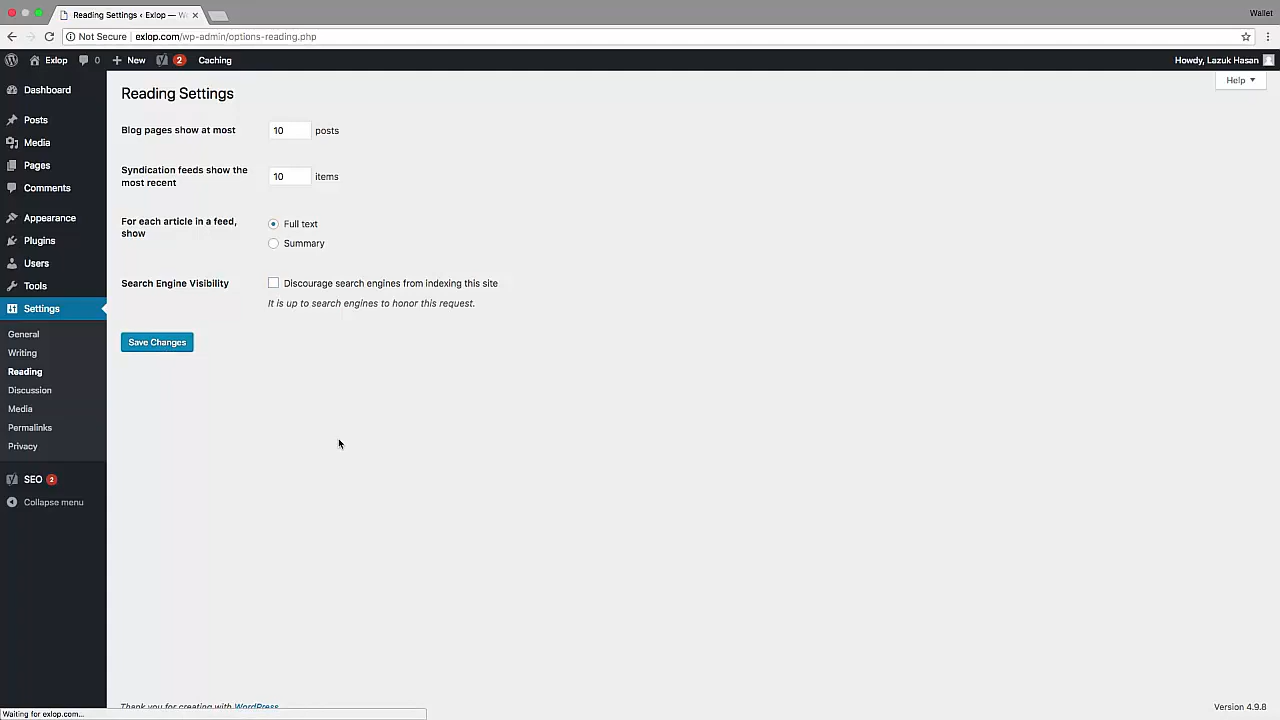 Reading Settings ‹ Exlop — W
Wallet
Not Secure exlop.com/wp-admin/options-reading.php
Exlop 0 New 2 Caching
Howdy, Lazuk Hasan
Help
Dashboard
Posts
Media
Pages
Comments
Appearance
Plugins
Users
Tools
Settings
General
Writing
Reading
Discussion
Media
Permalinks
Privacy
SEO 2
Collapse menu
Reading Settings
Blog pages show at most 10 posts
Syndication feeds show the
most recent
10 items
For each article in a feed,
show
Full text
Summary
Search Engine Visibility Discourage search engines from indexing this site
It is up to search engines to honor this request.
Save Changes
Thank you for creating with WordPress
Version 4.9.8
Waiting for exlop.com...